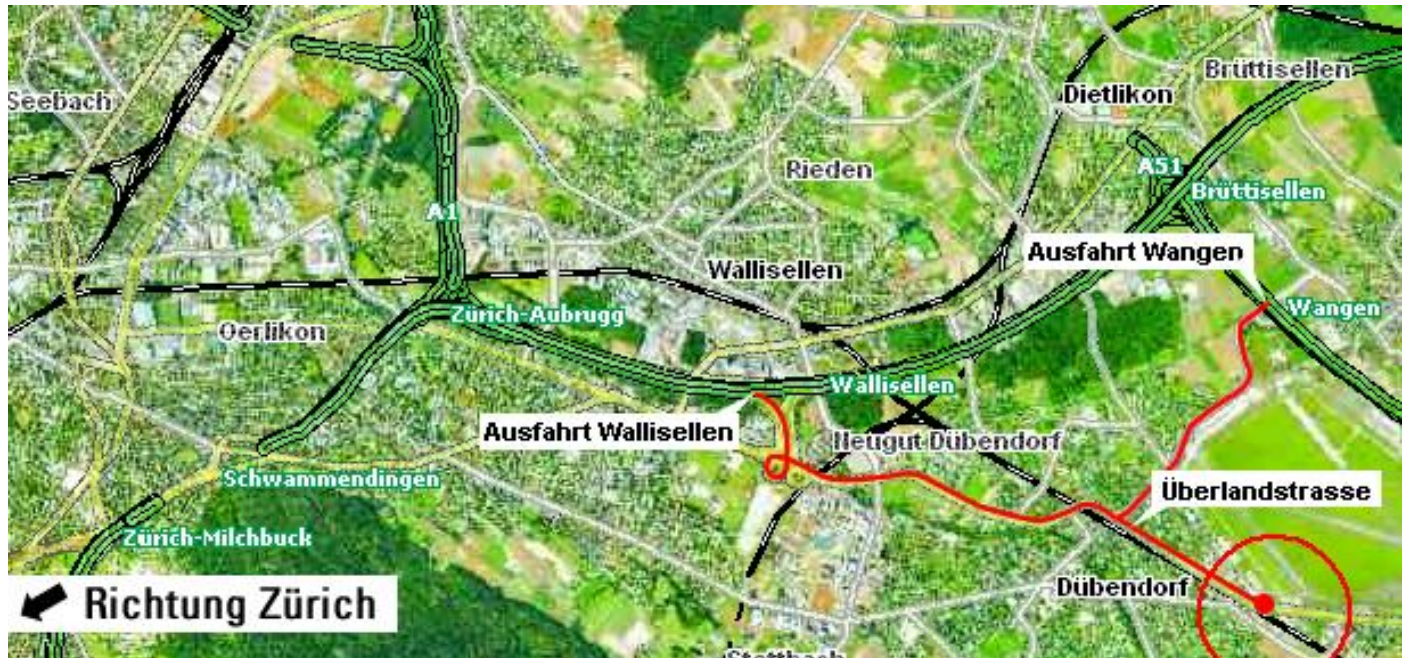 Brüttisellen
Seebach
Dietlikon
A51
Rieden
Brüttisellen
A1
Ausfahrt Wangen
Wallisellen
Wangen
Zürich-Aubrugg
Oerlikon
Wallisellen
Ausfahrt Wallisellen
Neugut Dübendorf
Schwammendingen
Überlandstrasse
Zürich-Milchbuck
Dübendorf
Richtung Zürich
Stettbach